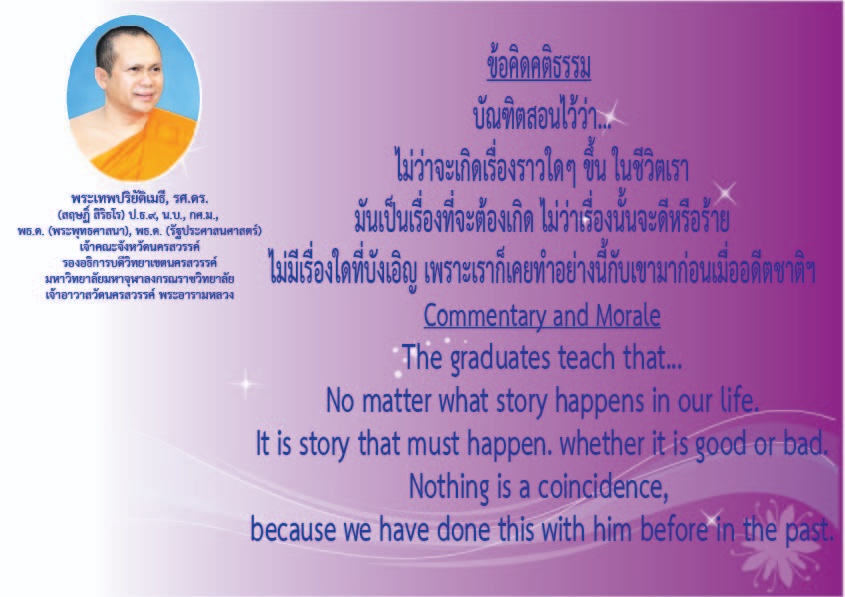 พระเทพปริยัติเมธี, รศ.ดร.
(สฤษฎิ์ สิริธโร) ป.ธ.๙, น.บ., กศ.ม.,
พธ.ด. (พระพุทธศาสนา), พธ.ด. (รัฐประศาสนศาสตร์)
เจ้าคณะจังหวัดนครสวรรค์
รองอธิการบดีวิทยาเขตนครสวรรค์
มหาวิทยาลัยมหาจุฬาลงกรณราชวิทยาลัย
เจ้าอาวาสวัดนครสวรรค์ พระอารามหลวง
ข้อคิดคติธรรม
บัณฑิตสอนไว้ว่า...
ไม่ว่าจะเกิดเรื่องราวใดๆ ขึ้น ในชีวิตเรา
มันเป็นเรื่องที่จะต้องเกิด ไม่ว่าเรื่องนั้นจะดีหรือร้าย
ไม่มีเรื่องใดที่บังเอิญ เพราะเราก็เคยทำอย่างนี้กับเขามาก่อนเมื่ออดีตชาติฯ
Commentary and Morale
The graduates teach that...
No matter what story happens in our life.
It is story that must happen. whether it is good or bad.
Nothing is a coincidence,
because we have done this with him before in the past.